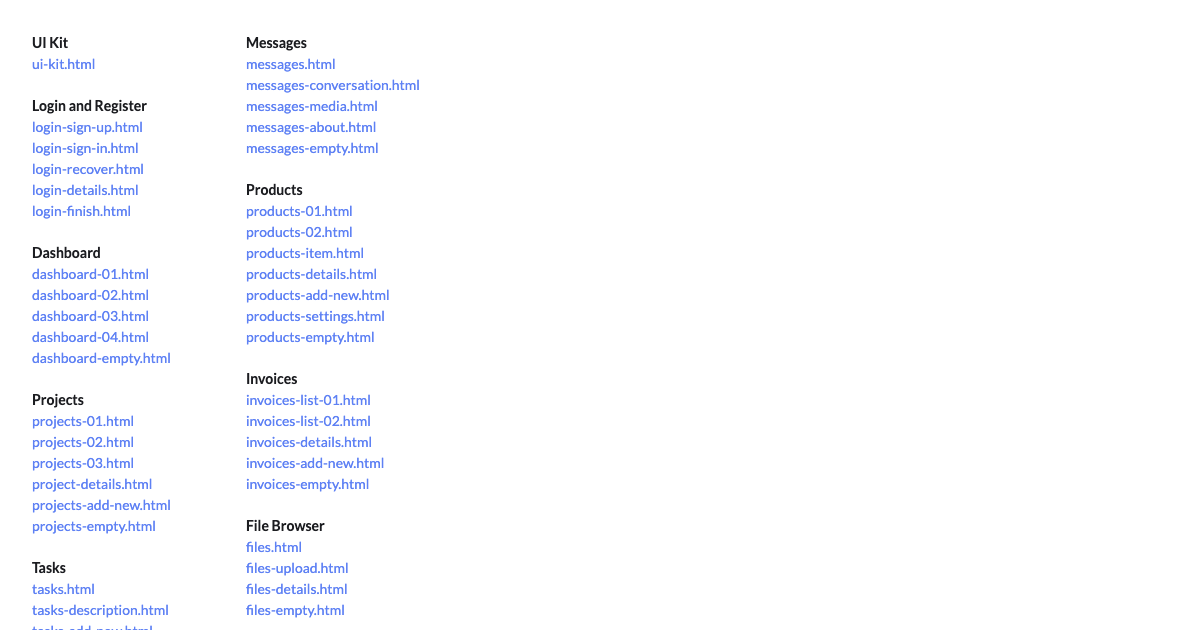 UI Kit
ui-kit.html
Login and Register
login-sign-up.html
login-sign-in.html
login-recover.html
login-details.html
login-finish.html
Dashboard
dashboard-01.html
dashboard-02.html
dashboard-03.html
dashboard-04.html
dashboard-empty.html
Projects
projects-01.html
projects-02.html
projects-03.html
project-details.html
projects-add-new.html
projects-empty.html
Tasks
tasks.html
tasks-description.html
tasks-add-new.html
Messages
messages.html
messages-conversation.html
messages-media.html
messages-about.html
messages-empty.html
Products
products-01.html
products-02.html
products-item.html
products-details.html
products-add-new.html
products-settings.html
products-empty.html
Invoices
invoices-list-01.html
invoices-list-02.html
invoices-details.html
invoices-add-new.html
invoices-empty.html
File Browser
files.html
files-upload.html
files-details.html
files-empty.html